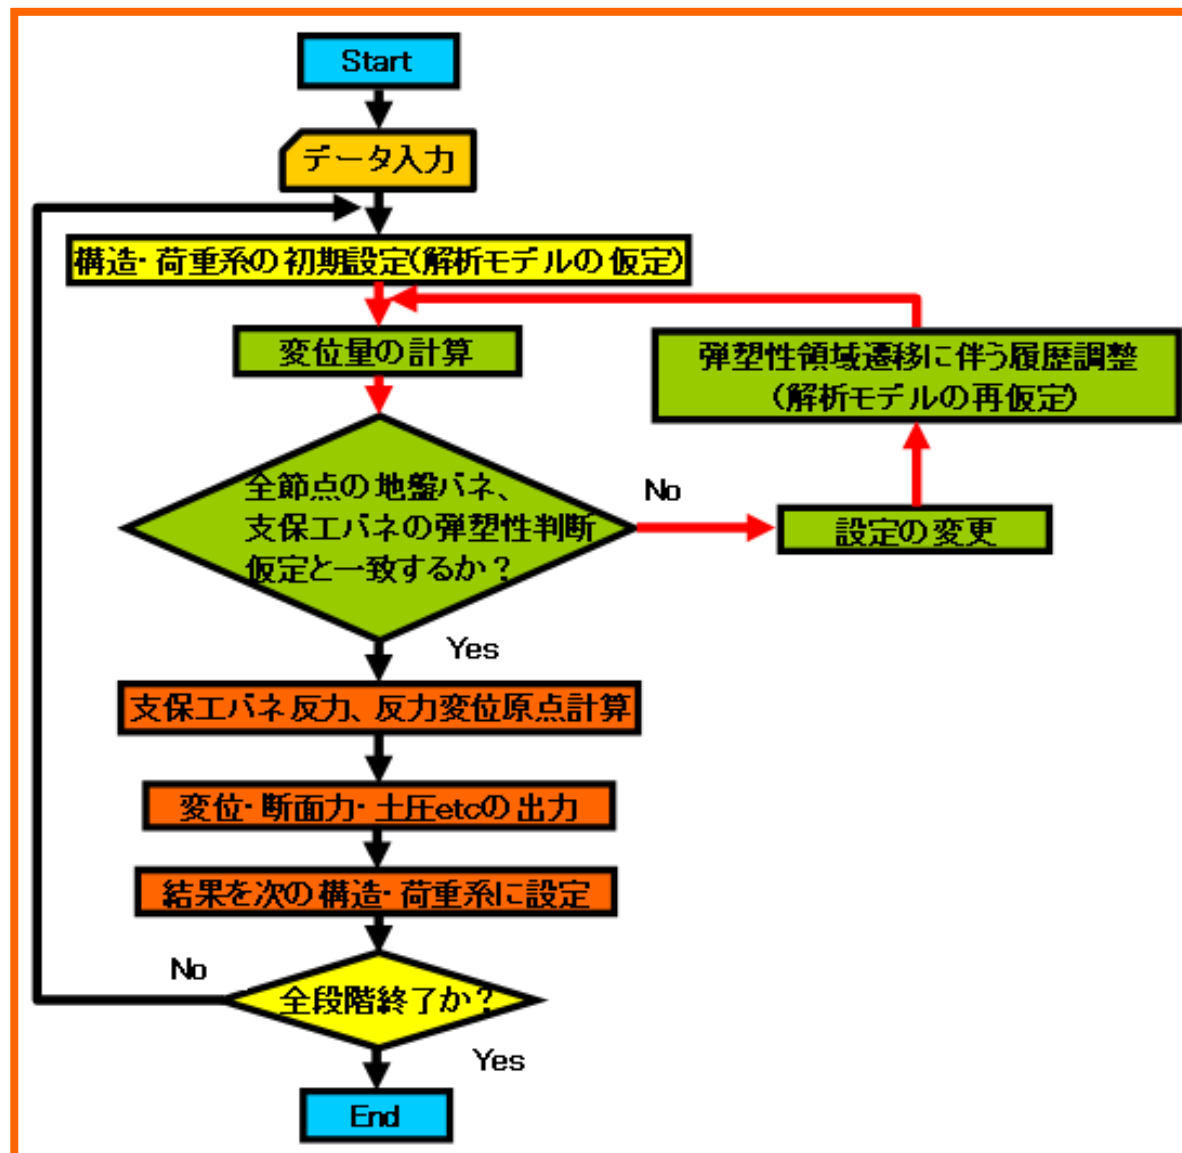 Start
データ入力
構造・荷重系の初期設定(解析モデルの仮定)
変位量の計算
弾塑性領域遷移に伴う履歴調整
(解析モデルの再仮定)
全節点の地盤バネ、
支保工バネの弾塑性判断
仮定と一致するか?
No
設定の変更
Yes
支保工バネ反力、反力変位原点計算
変位・断面力・土圧etcの出力
結果を次の構造・荷重系に設定
No
全段階終了か?
Yes
End